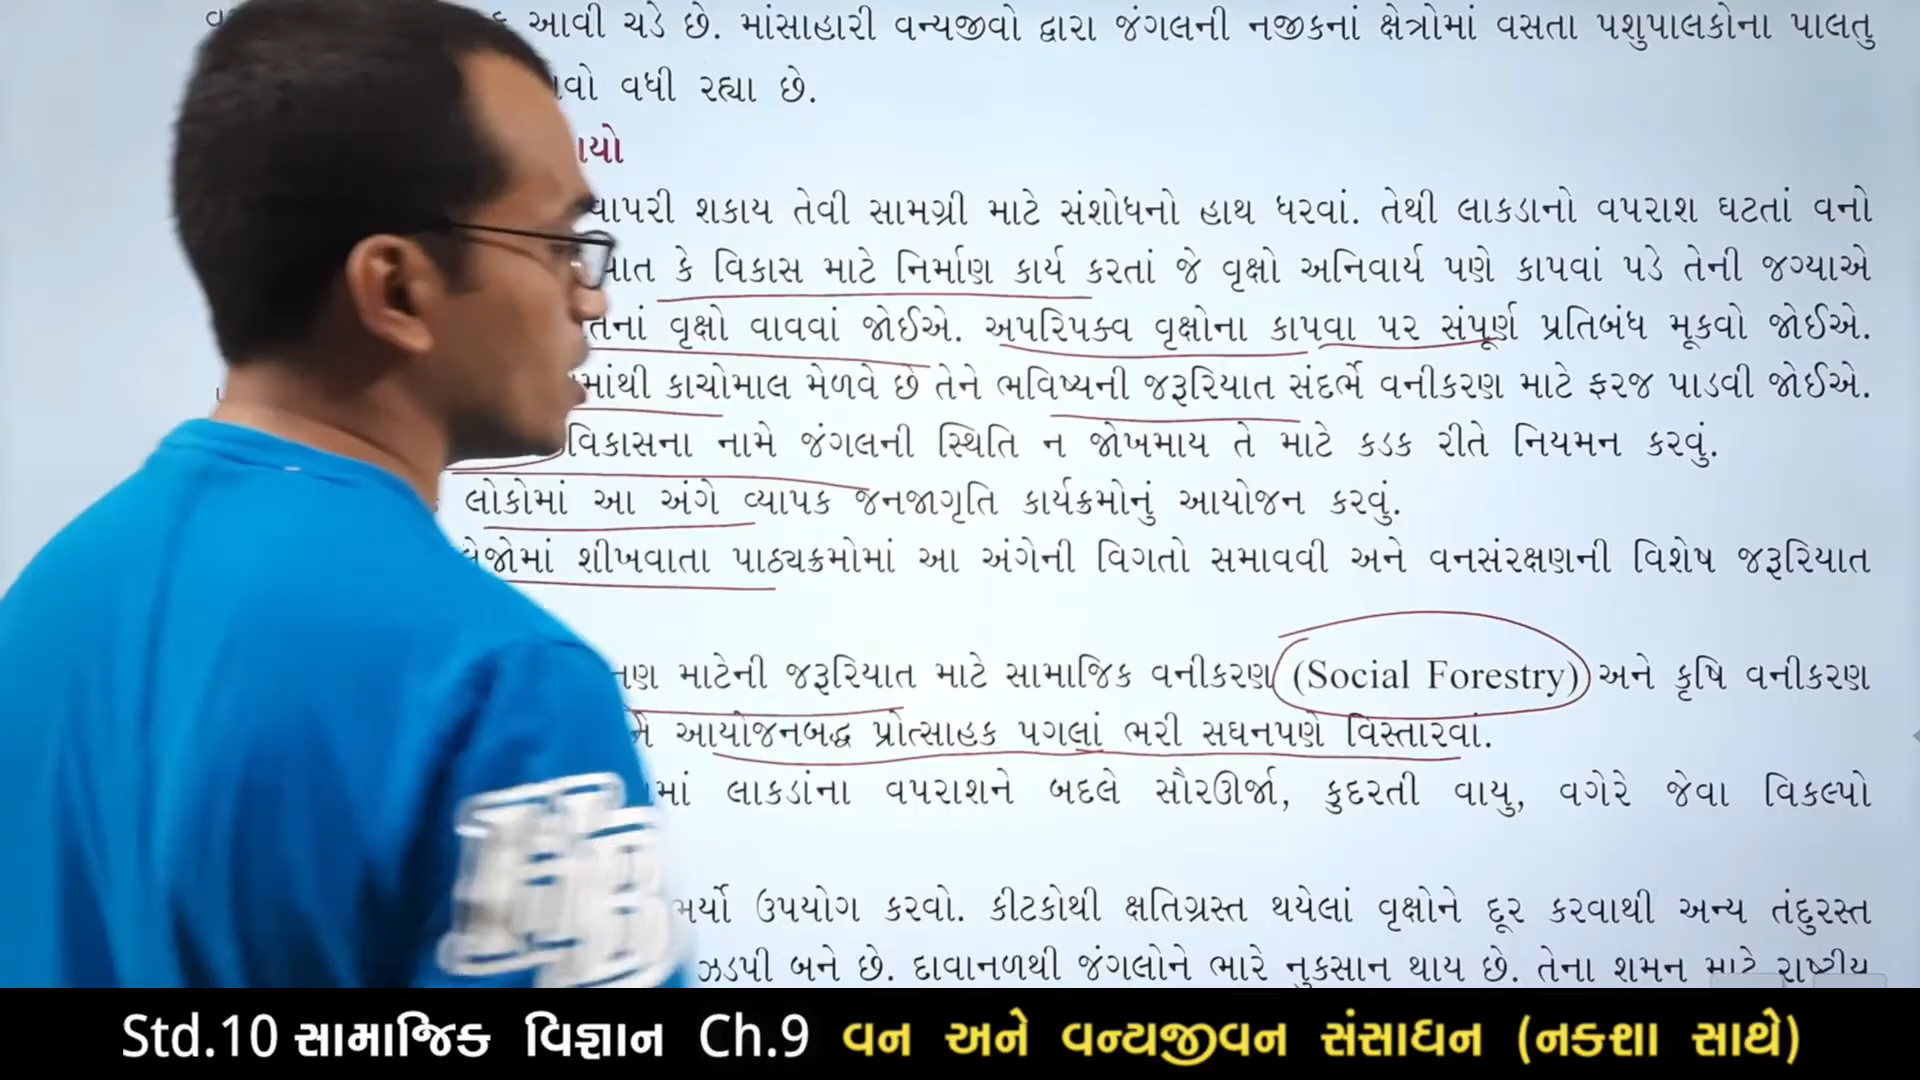 આવી ચડે છે. માંસાહારી વન્યજીવો દ્વારા જંગલની નજીકનાં ક્ષેત્રોમાં વસતા પશુપાલકોના પાલતુ
વધી રહ્યા છે.
વાપરી શકાય તેવી સામગ્રી માટે સંશોધનો હાથ ધરવાં. તેથી લાકડાનો વપરાશ ઘટતાં વનો
કે વિકાસ માટે નિર્માણ કાર્ય કરતાં જે વૃક્ષો અનિવાર્ય પણે કાપવાં પડે તેની જગ્યાએ
વૃક્ષો વાવવાં જોઈએ. અપરિપક્વ વૃક્ષોના કાપવા પર સંપૂર્ણ પ્રતિબંધ મૂકવો જોઈએ.
કાચોમાલ મેળવે છે તેને ભવિષ્યની જરૂરિયાત સંદર્ભે વનીકરણ માટે ફરજ પાડવી જોઈએ.
વિકાસના નામે જંગલની સ્થિતિ ન જોખમાય તે માટે કડક રીતે નિયમન કરવું.
લોકોમાં આ અંગે વ્યાપક જનજાગૃતિ કાર્યક્રમોનું આયોજન કરવું.
શીખવાતા પાઠ્યક્રમોમાં આ અંગેની વિગતો સમાવવી અને વનસંરક્ષણની વિશેષ જરૂરિયાત
માટેની જરૂરિયાત માટે સામાજિક વનીકરણ (Social Forestry) અને કૃષિ વનીકરણ
આયોજનબદ્ધ પ્રોત્સાહક પગલાં ભરી સઘનપણે વિસ્તારવાં.
લાકડાંના વપરાશને બદલે સૌરઊર્જા, કુદરતી વાયુ, વગેરે જેવા વિકલ્પો
ઉપયોગ કરવો. કીટકોથી ક્ષતિગ્રસ્ત થયેલાં વૃક્ષોને દૂર કરવાથી અન્ય તંદુરસ્ત
ઝડપી બને છે. દાવાનળથી જંગલોને ભારે નુકસાન થાય છે. તેના શમન માટે રાષ્ટ્રીય
Std.10 સામાજિક વિજ્ઞાન Ch.9 વન અને વન્યજીવન સંસાધન (નકશા સાથે)